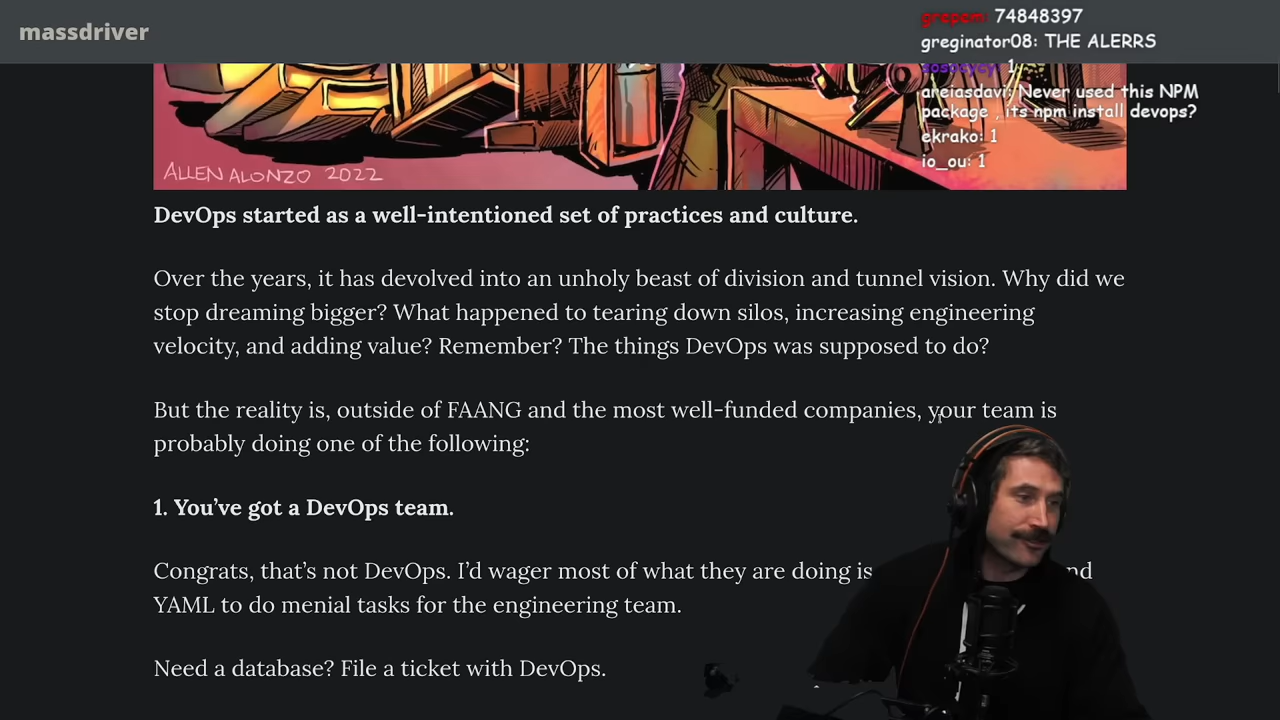 massdriver
grepem: 74848397
greginator08: THE ALERRS
sosocycy: 1
areiasdavi: Never used this NPM
package , its npm install devops?
ekrako: 1
io_ou: 1
ALLEN ALONZO 2022
DevOps started as a well-intentioned set of practices and culture.
Over the years, it has devolved into an unholy beast of division and tunnel vision. Why did we
stop dreaming bigger? What happened to tearing down silos, increasing engineering
velocity, and adding value? Remember? The things DevOps was supposed to do?
But the reality is, outside of FAANG and the most well-funded companies, your team is
probably doing one of the following:
1. You’ve got a DevOps team.
Congrats, that’s not DevOps. I’d wager most of what they are doing is nd
YAML to do menial tasks for the engineering team.
Need a database? File a ticket with DevOps.